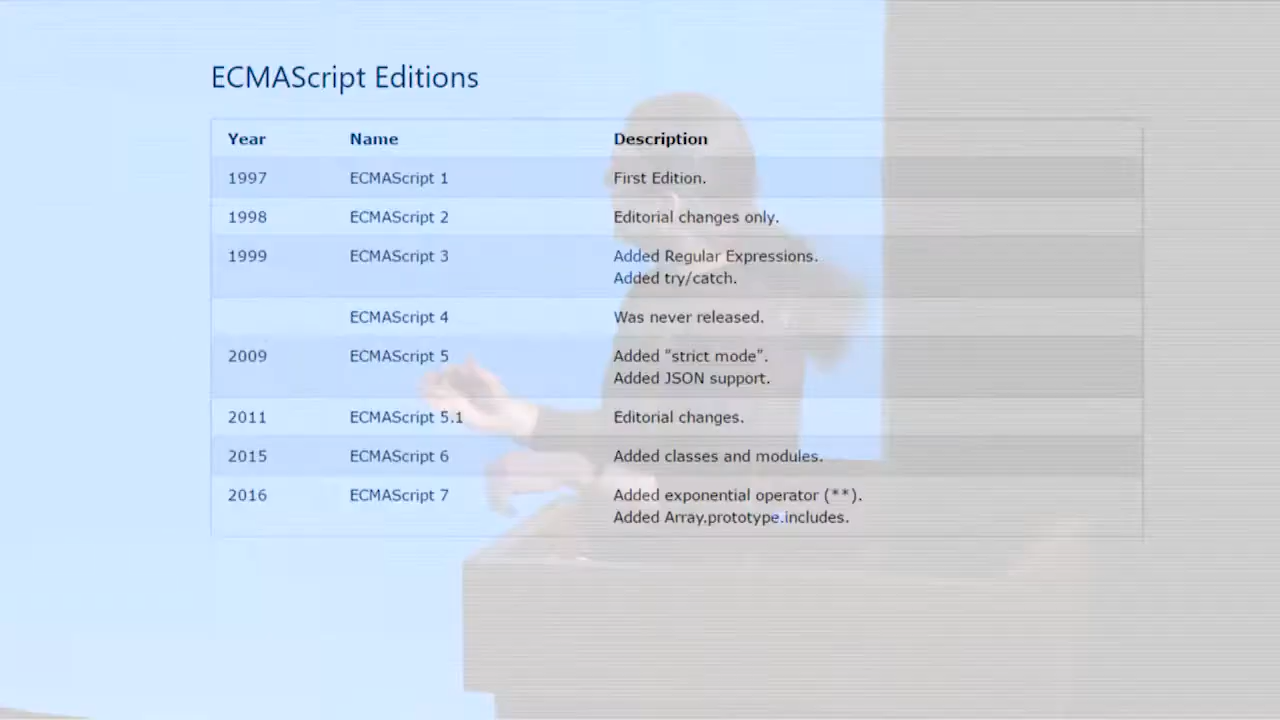 ECMAScript Editions
Year Name Description
1997 ECMAScript 1 First Edition.
1998 ECMAScript 2 Editorial changes only.
1999 ECMAScript 3 Added Regular Expressions.
Added try/catch.
ECMAScript 4 Was never released.
2009 ECMAScript 5 Added "strict mode".
Added JSON support.
2011 ECMAScript 5.1 Editorial changes.
2015 ECMAScript 6 Added classes and modules.
2016 ECMAScript 7 Added exponential operator (**).
Added Array.prototype.includes.